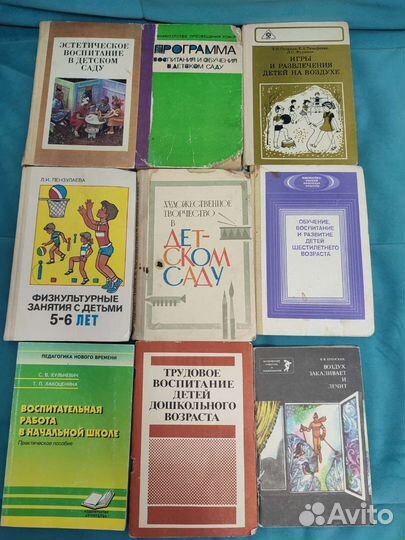 ЭСТЕТИЧЕСКОЕ
ВОСПИТАНИЕ
В ДЕТСКОМ
САДУ
ПРОГРАММА
ВОСПИТАНИЯ И ОБУЧЕНИЯ
В ДЕТСКОМ САДУ
ИГРЫ И
РАЗВЛЕЧЕНИЯ
ДЕТЕЙ НА ВОЗДУХЕ
Л.И. ПЕНЗУЛАЕВА
ФИЗКУЛЬТУРНЫЕ
ЗАНЯТИЯ С ДЕТЬМИ
5-6 ЛЕТ
ХУДОЖЕСТВЕННОЕ
ТВОРЧЕСТВО
В
ДЕТ-
СКОМ
САДУ
ОБУЧЕНИЕ,
ВОСПИТАНИЕ
И РАЗВИТИЕ
ДЕТЕЙ
ШЕСТИЛЕТНЕГО
ВОЗРАСТА
ПЕДАГОГИКА НОВОГО ВРЕМЕНИ
С. В. КУЛЬНЕВИЧ
Т. П. ЛАКОЦЕНИНА
ВОСПИТАТЕЛЬНАЯ
РАБОТА
В НАЧАЛЬНОЙ ШКОЛЕ
Практическое пособие
ТРУДОВОЕ
ВОСПИТАНИЕ
ДЕТЕЙ
ДОШКОЛЬНОГО
ВОЗРАСТА
ВОЗДУХ
ЗАКАЛИВАЕТ
И
ЛЕЧИТ
Avito